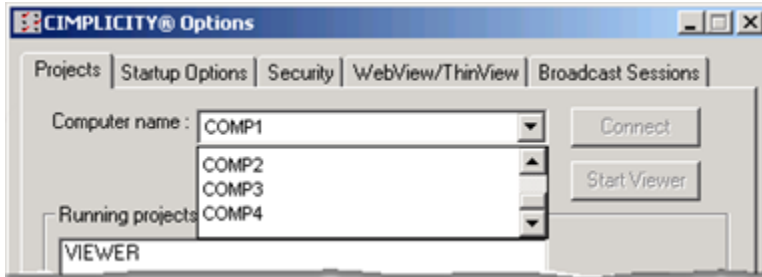 CIMPLICITY® Options
Projects Startup Options Security WebView/ThinView Broadcast Sessions
Computer name : COMP1 Connect
COMP2
COMP3
COMP4
Start Viewer
Running projects
VIEWER